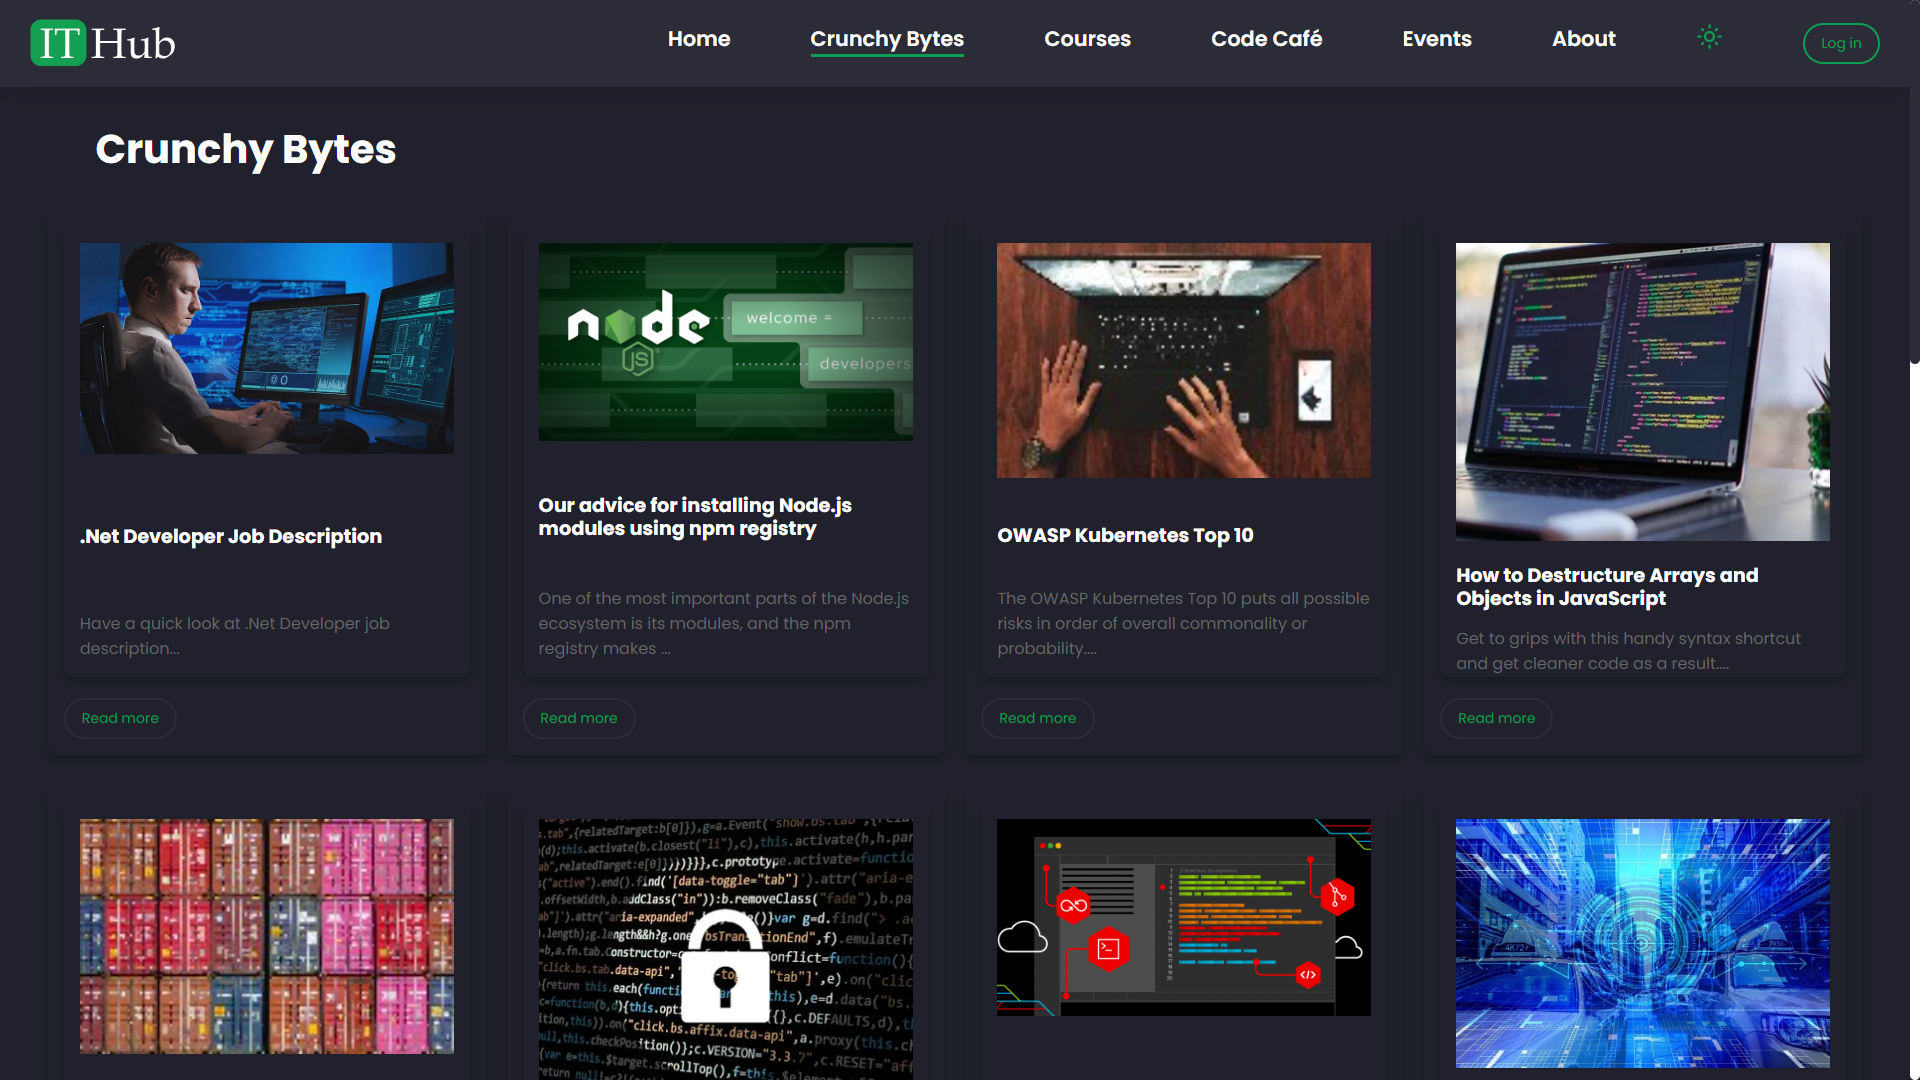 IT Hub
Home
Crunchy Bytes
Courses
Code Café
Events
About
Log in
Crunchy Bytes
node
JS
welcome =
developers
.Net Developer Job Description
Our advice for installing Node.js
modules using npm registry
OWASP Kubernetes Top 10
How to Destructure Arrays and
Objects in JavaScript
Have a quick look at .Net Developer job
description...
One of the most important parts of the Node.js
ecosystem is its modules, and the npm
registry makes ...
The OWASP Kubernetes Top 10 puts all possible
risks in order of overall commonality or
probability....
Get to grips with this handy syntax shortcut
and get cleaner code as a result....
Read more
Read more
Read more
Read more